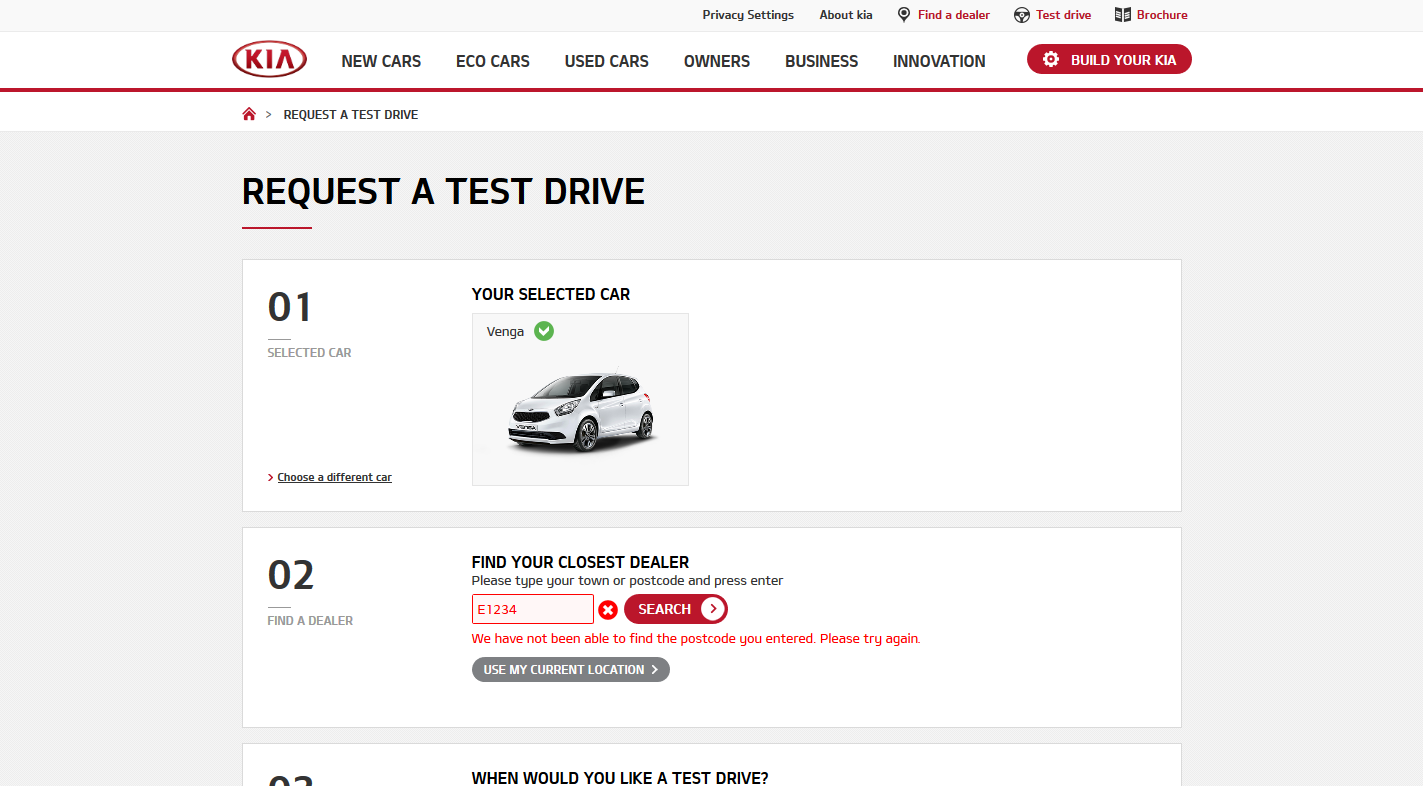 Privacy Settings About kia Find a dealer Test drive Brochure
KIA NEW CARS ECO CARS USED CARS OWNERS BUSINESS INNOVATION BUILD YOUR KIA
> REQUEST A TEST DRIVE
REQUEST A TEST DRIVE
01
SELECTED CAR
Choose a different car
YOUR SELECTED CAR
Venga
VENGA
02
FIND A DEALER
FIND YOUR CLOSEST DEALER
Please type your town or postcode and press enter
E1234 SEARCH
We have not been able to find the postcode you entered. Please try again.
USE MY CURRENT LOCATION
03
WHEN WOULD YOU LIKE A TEST DRIVE?